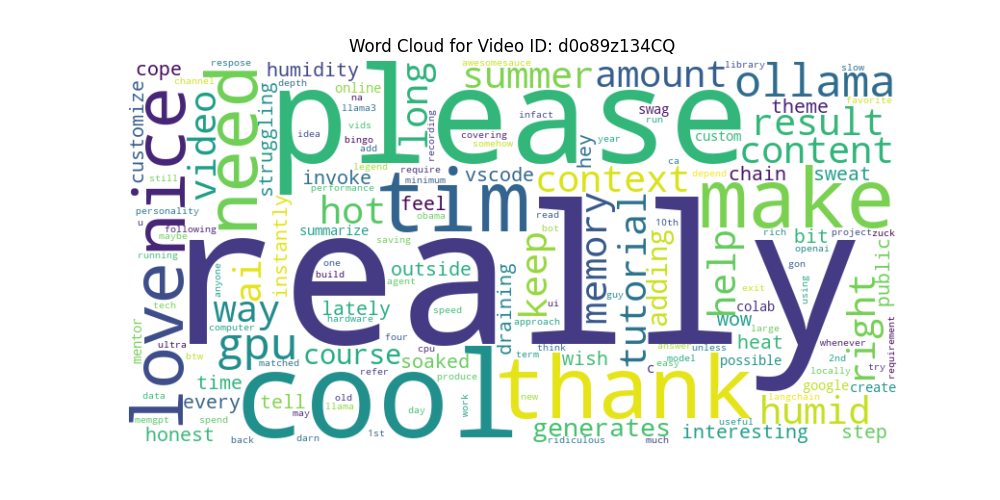 Word Cloud for Video ID: d0o89z134CQ
cope
respose
humidity
awesomesauce
summer
amount
library
slow
ollama
channel
depth
online
na
llama3
vids
bingo
idea
add
legend
long
please
recording
infact
covering
somehow
hey
year
swag
run
custom
theme
favorite
result
content
customize
nice
video
need
struggling
still
invoke
performance
require
minimum
vscode
context
ca
depend
chain
sweat
make
personality
u
following
maybe
running
hot
summarize
saving
tim
feel
obama
read
bot
memory
tutorial
10th
adding
help
rich
openai
bit
project
zuck
gon
using
public
love
really
ai
instantly
outside
one
build
agent
draining
keep
ui
guy
approach
exit
colab
right
tech
mentor
anyone
way
lately
hardware
speed
wow
large
whenever
requirement
ultra
computer
btw
gpu
course
four
cpu
soaked
matched
refer
term
think
wish
answer
easy
model
c
unless
possible
heat
2nd
locally
try
data
time
every
memgpt
spend
cool
tell
old
may
llama
day
produce
work
thank
new
google
create
langchain
humid
honest
back
darn
1st
generates
ridiculous
much
useful
interesting
step